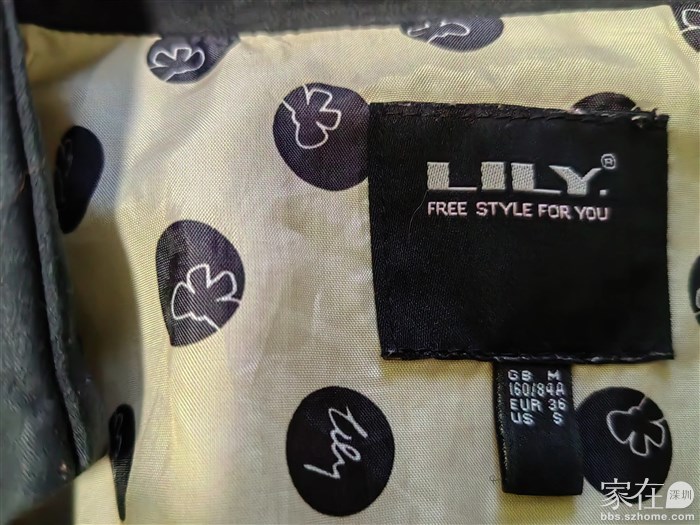 LILY.®
FREE STYLE FOR YOU
GB M
160/84A
EUR 36
US S
Lily
家在深圳
bbs.szhome.com